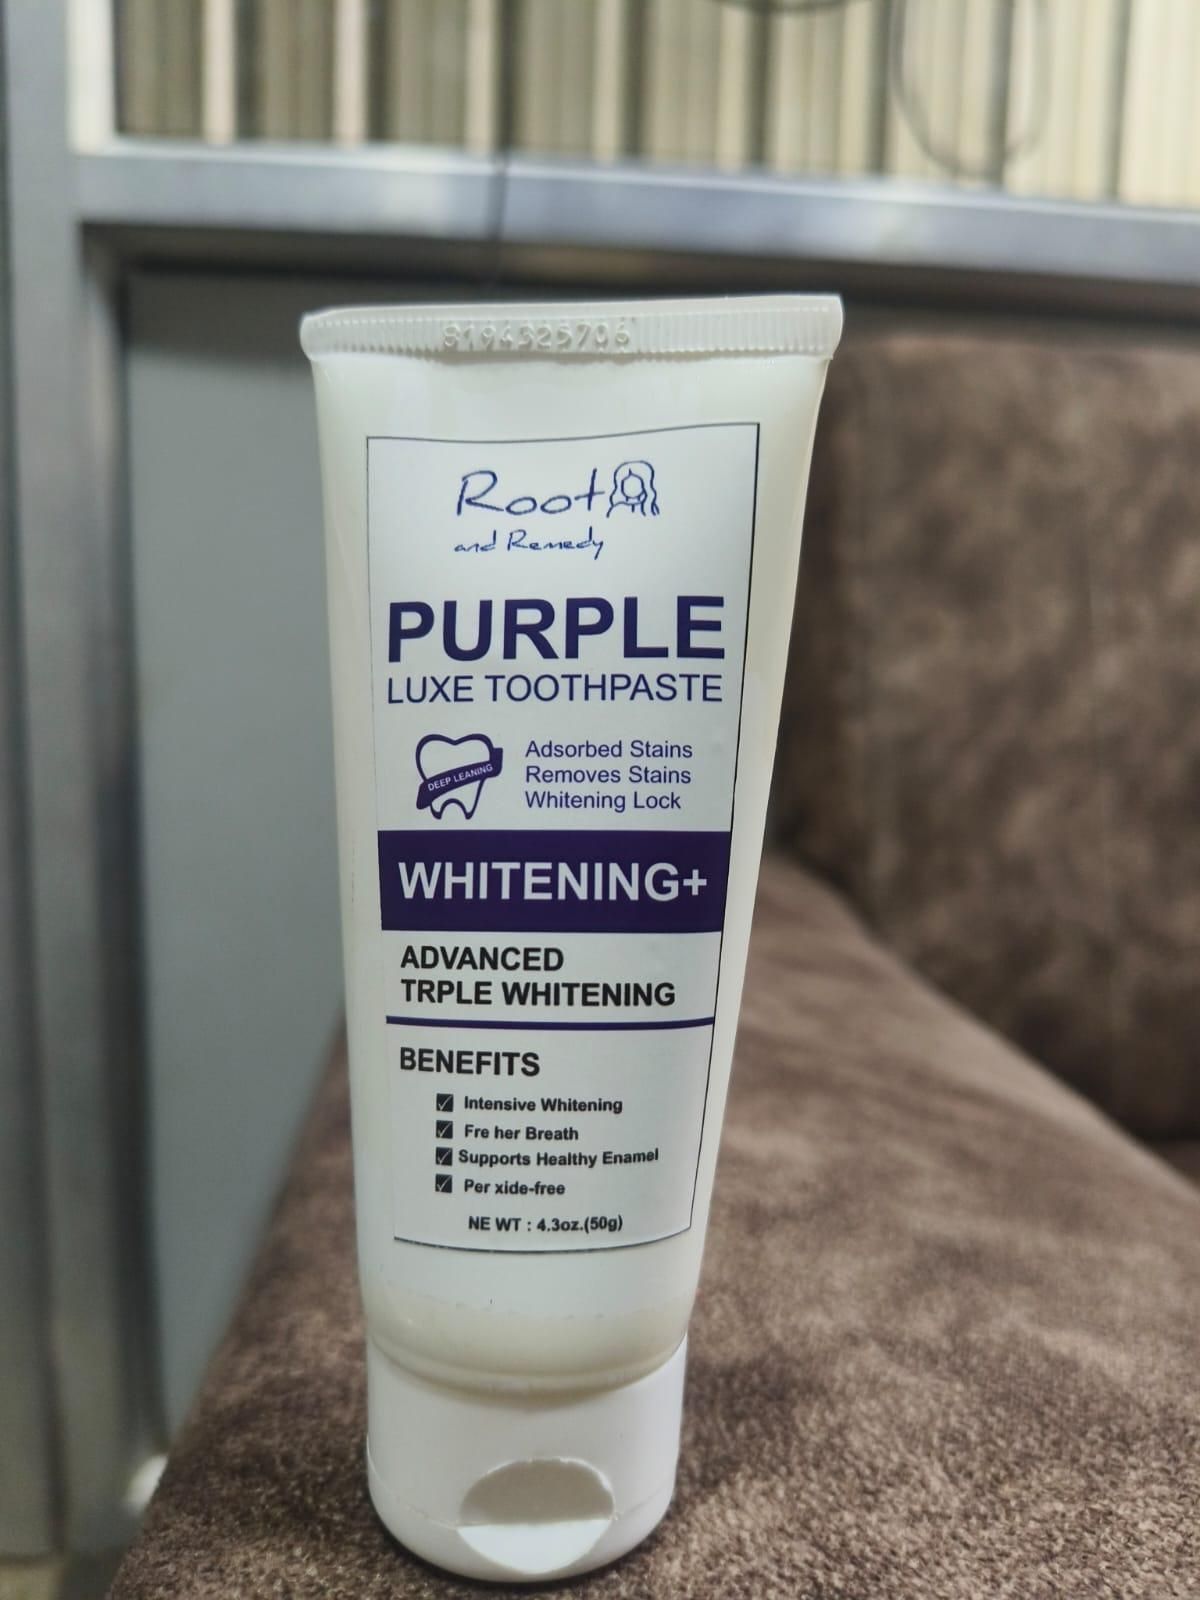 8194525706
Root
and Remedy
PURPLE
LUXE TOOTHPASTE
DEEP LEANING
Adsorbed Stains
Removes Stains
Whitening Lock
WHITENING+
ADVANCED
TRPLE WHITENING
BENEFITS
Intensive Whitening
Fre her Breath
Supports Healthy Enamel
Per xide-free
NE WT : 4.3oz.(50g)